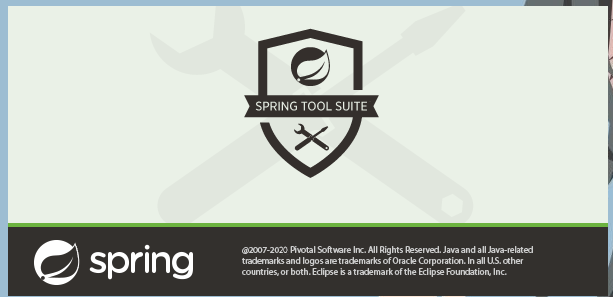 SPRING TOOL SUITE
spring
@2007-2020 Pivotal Software Inc. All Rights Reserved. Java and all Java-related
trademarks and logos are trademarks of Oracle Corporation. In all U.S. other
countries, or both. Eclipse is a trademark of the Eclipse Foundation, Inc.